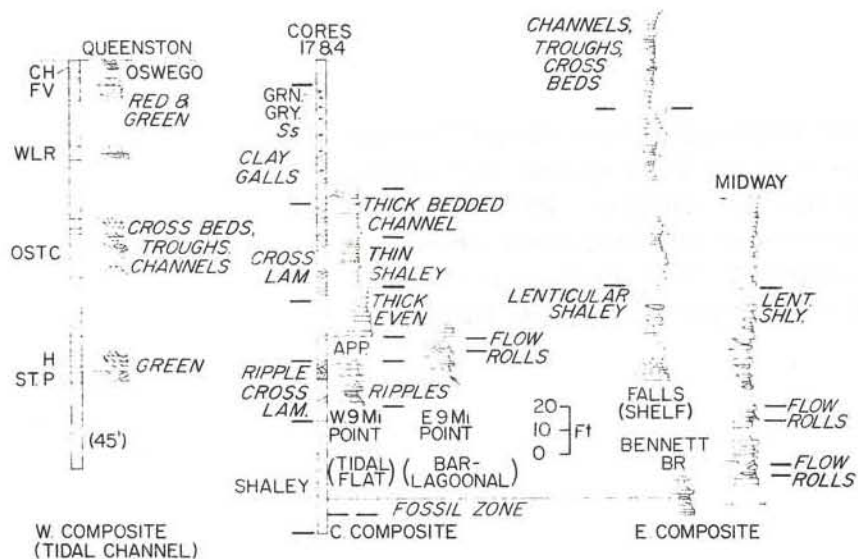 QUEENSTON
CH
FV
OSWEGO
RED &
GREEN
WLR
OSTC
CROSS BEDS,
TROUGHS.
CHANNELS
H
ST. P
GREEN
(45')
W. COMPOSITE
(TIDAL CHANNEL)
CORES
17 8.4
GRN.
GRY.
Ss
CLAY
GALLS
CROSS
LAM.
RIPPLE
CROSS
LAM.
SHALEY
THICK BEDDED
CHANNEL
THIN
SHALEY
THICK
EVEN
APP.
RIPPLES
FLOW
ROLLS
W 9 Mi
POINT
E 9 Mi
POINT
(TIDAL
FLAT)
(BAR-
LAGOONAL)
FOSSIL ZONE
C. COMPOSITE
20
10
0
Ft
CHANNELS,
TROUGHS,
CROSS
BEDS
LENTICULAR
SHALEY
FALLS
(SHELF)
BENNETT
BR
E. COMPOSITE
MIDWAY
LENT.
SHLY.
FLOW
ROLLS
FLOW
ROLLS